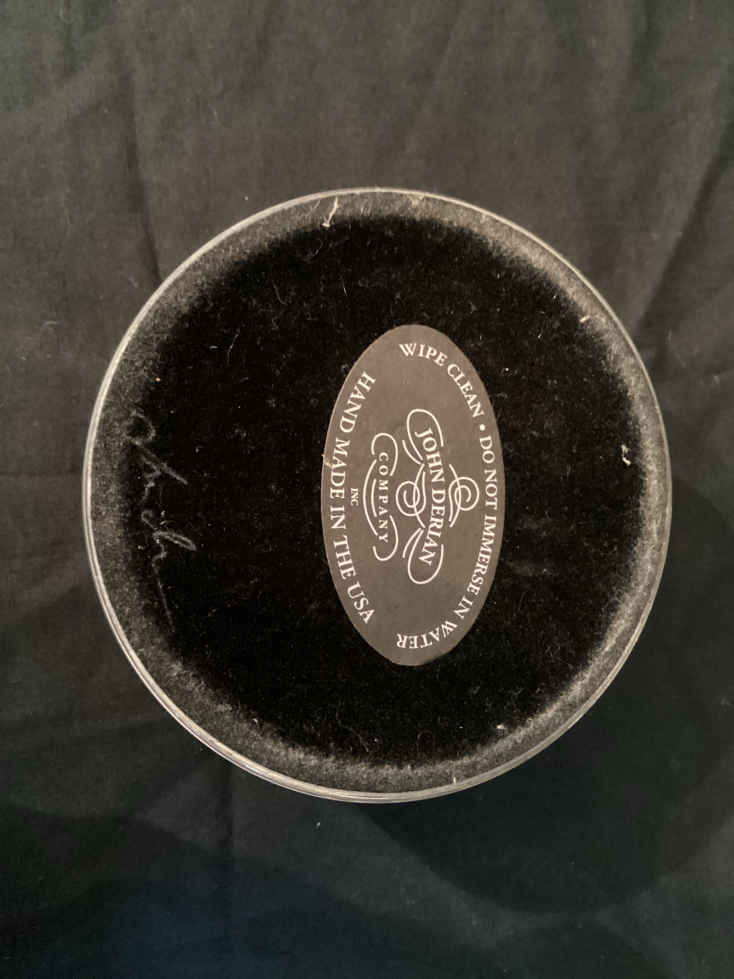 WIPE CLEAN • DO NOT IMMERSE IN WATER
JOHN DERIAN
COMPANY
INC
HAND MADE IN THE USA